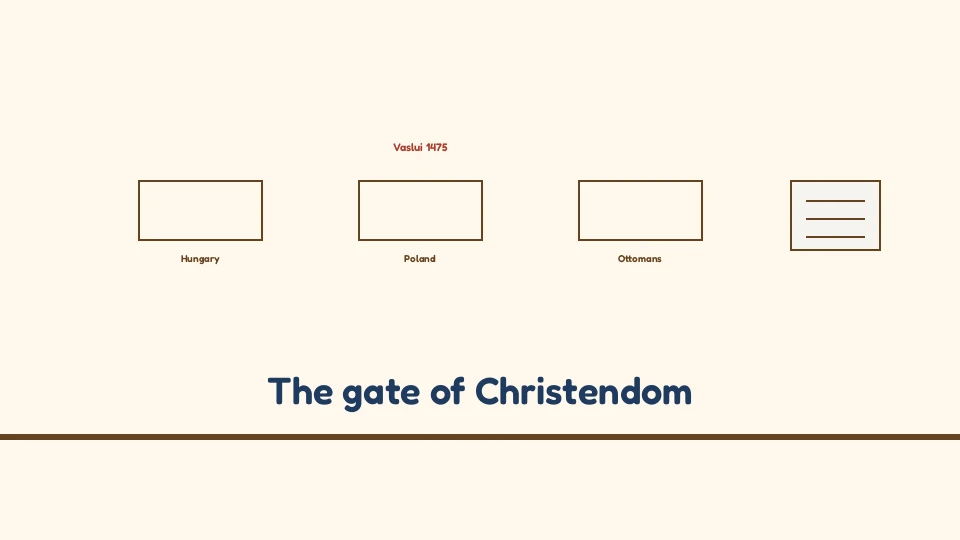 Vaslui 1475
Hungary
Poland
Ottomans
The gate of Christendom